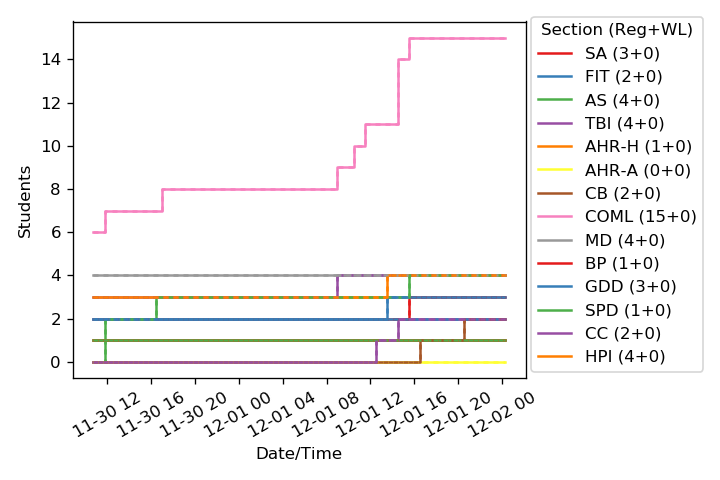 Section (Reg+WL)
SA (3+0)
FIT (2+0)
AS (4+0)
TBI (4+0)
AHR-H (1+0)
AHR-A (0+0)
CB (2+0)
COML (15+0)
MD (4+0)
BP (1+0)
GDD (3+0)
SPD (1+0)
CC (2+0)
HPI (4+0)
Students
14
12
10
8
6
4
2
0
11-30 12
11-30 16
11-30 20
12-01 00
12-01 04
12-01 08
12-01 12
12-01 16
12-01 20
12-02 00
Date/Time